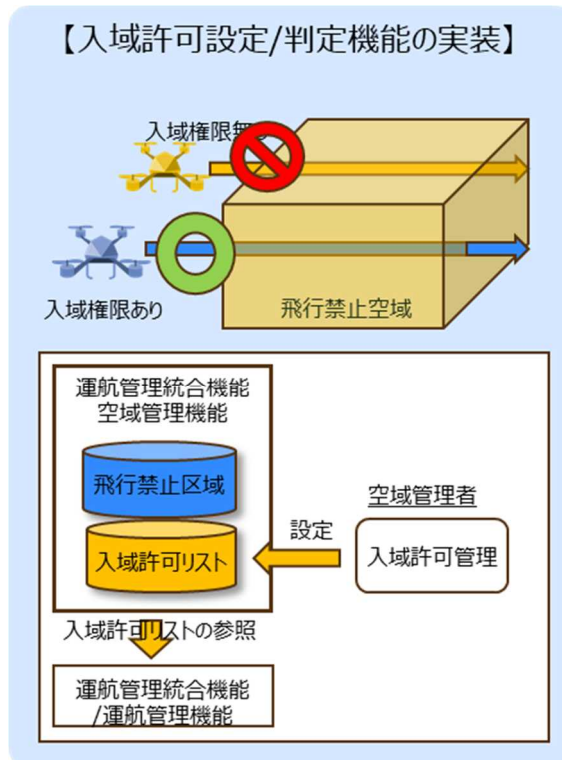 【入域許可設定/判定機能の実装】
入域権限無し
入域権限あり
飛行禁止空域
運航管理統合機能
空域管理機能
飛行禁止区域
入域許可リスト
設定
空域管理者
入域許可管理
入域許可リストの参照
運航管理統合機能
/運航管理機能